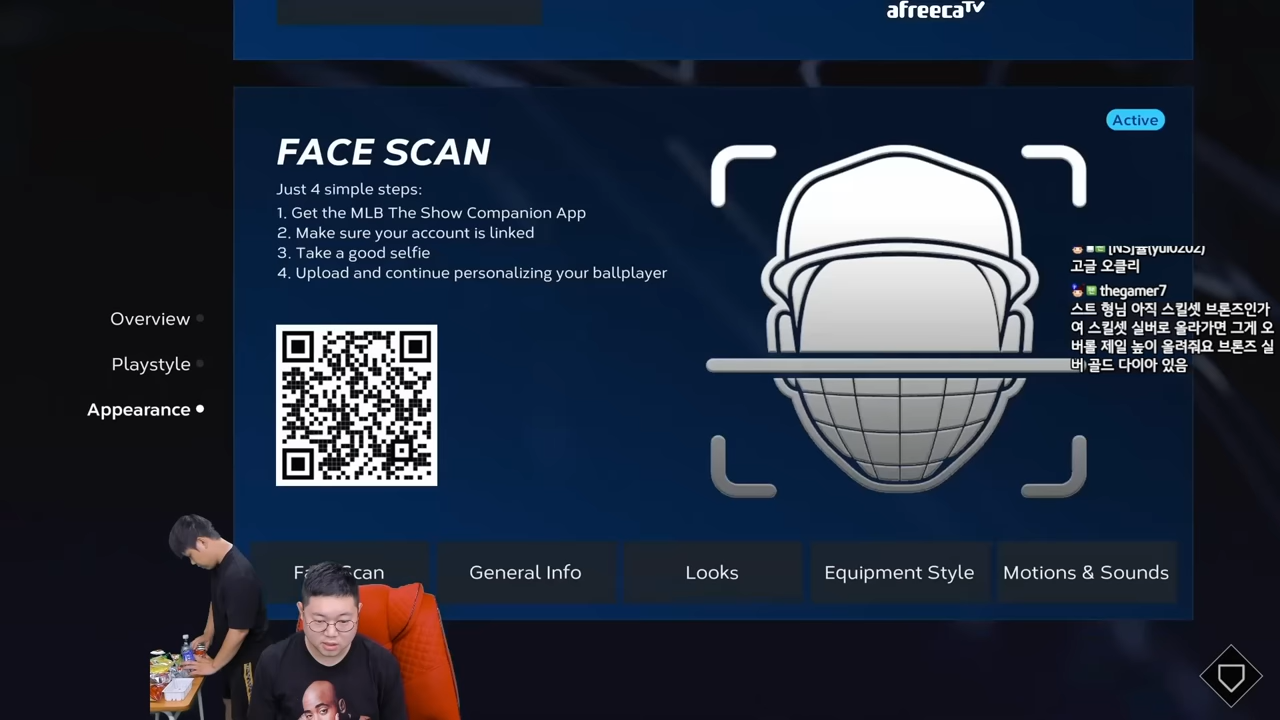 afreecaTV
Active
FACE SCAN
Just 4 simple steps:
1. Get the MLB The Show Companion App
2. Make sure your account is linked
3. Take a good selfie
4. Upload and continue personalizing your ballplayer
고글 오클리
thegamer7
스트 형님 아직 스킬셋 브론즈인가
여 스킬셋 실버로 올라가면 그게 오
버롤 제일 높이 올려줘요 브론즈 실
버 골드 다이아 있음
Overview
Playstyle
Appearance
Scan
General Info
Looks
Equipment Style
Motions & Sounds